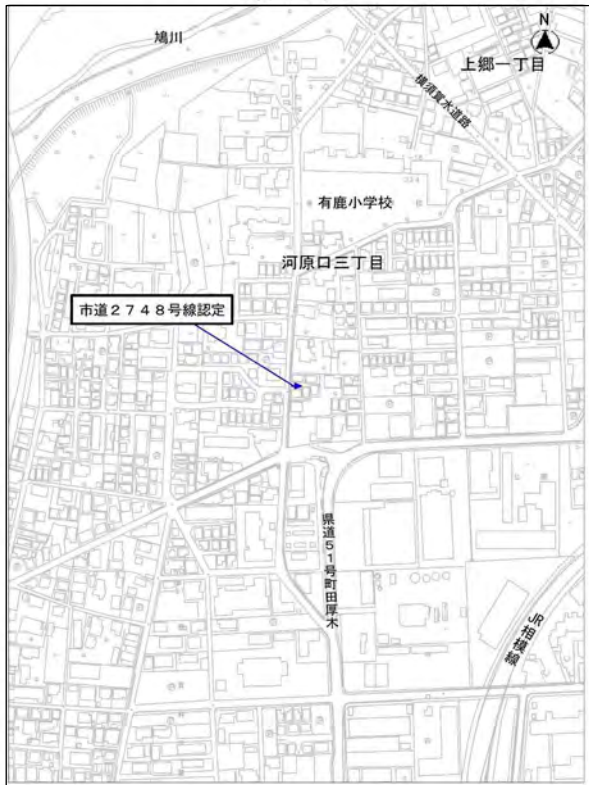 鳩川
N
上郷一丁目
横須賀水道路
有鹿小学校
河原口三丁目
市道2748号線認定
県道51号町田厚木
JR相模線